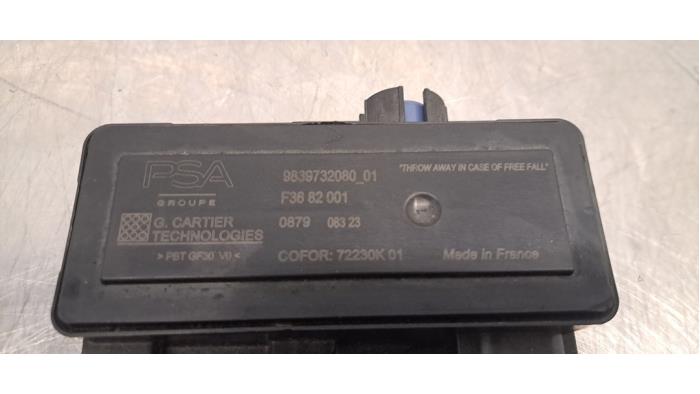 PSA
GROUPE
G. CARTIER
TECHNOLOGIES
> PBT GF30 V0 <
9839732080_01
F36 82 001
0879 083 23
COFOR: 72230K 01
"THROW AWAY IN CASE OF FREE FALL"
Made in France